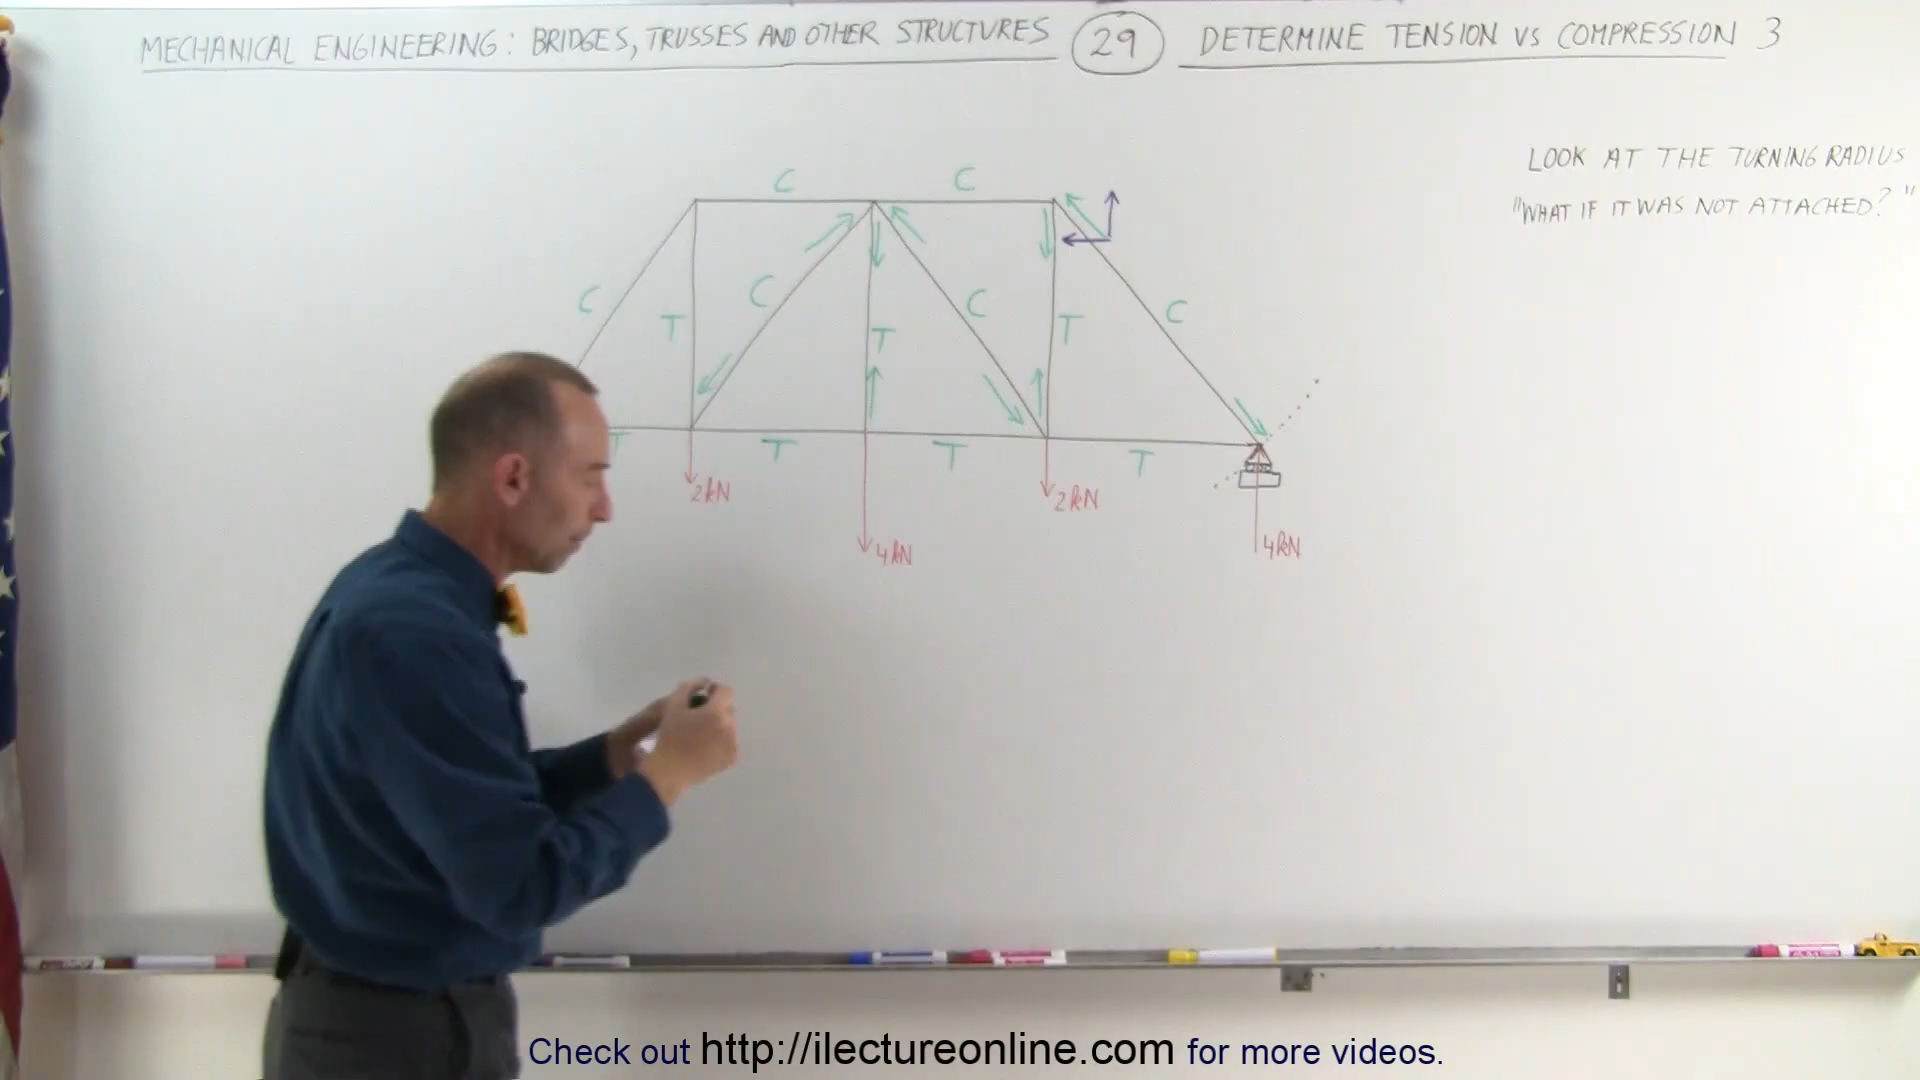 MECHANICAL ENGINEERING: BRIDGES, TRUSSES AND OTHER STRUCTURES 29 DETERMINE TENSION VS COMPRESSION 3
LOOK AT THE TURNING RADIUS
"WHAT IF IT WAS NOT ATTACHED?"
C C
C T C T C T C
T T T T
2kN 2kN
4kN 4kN
Check out http://ilectureonline.com for more videos.